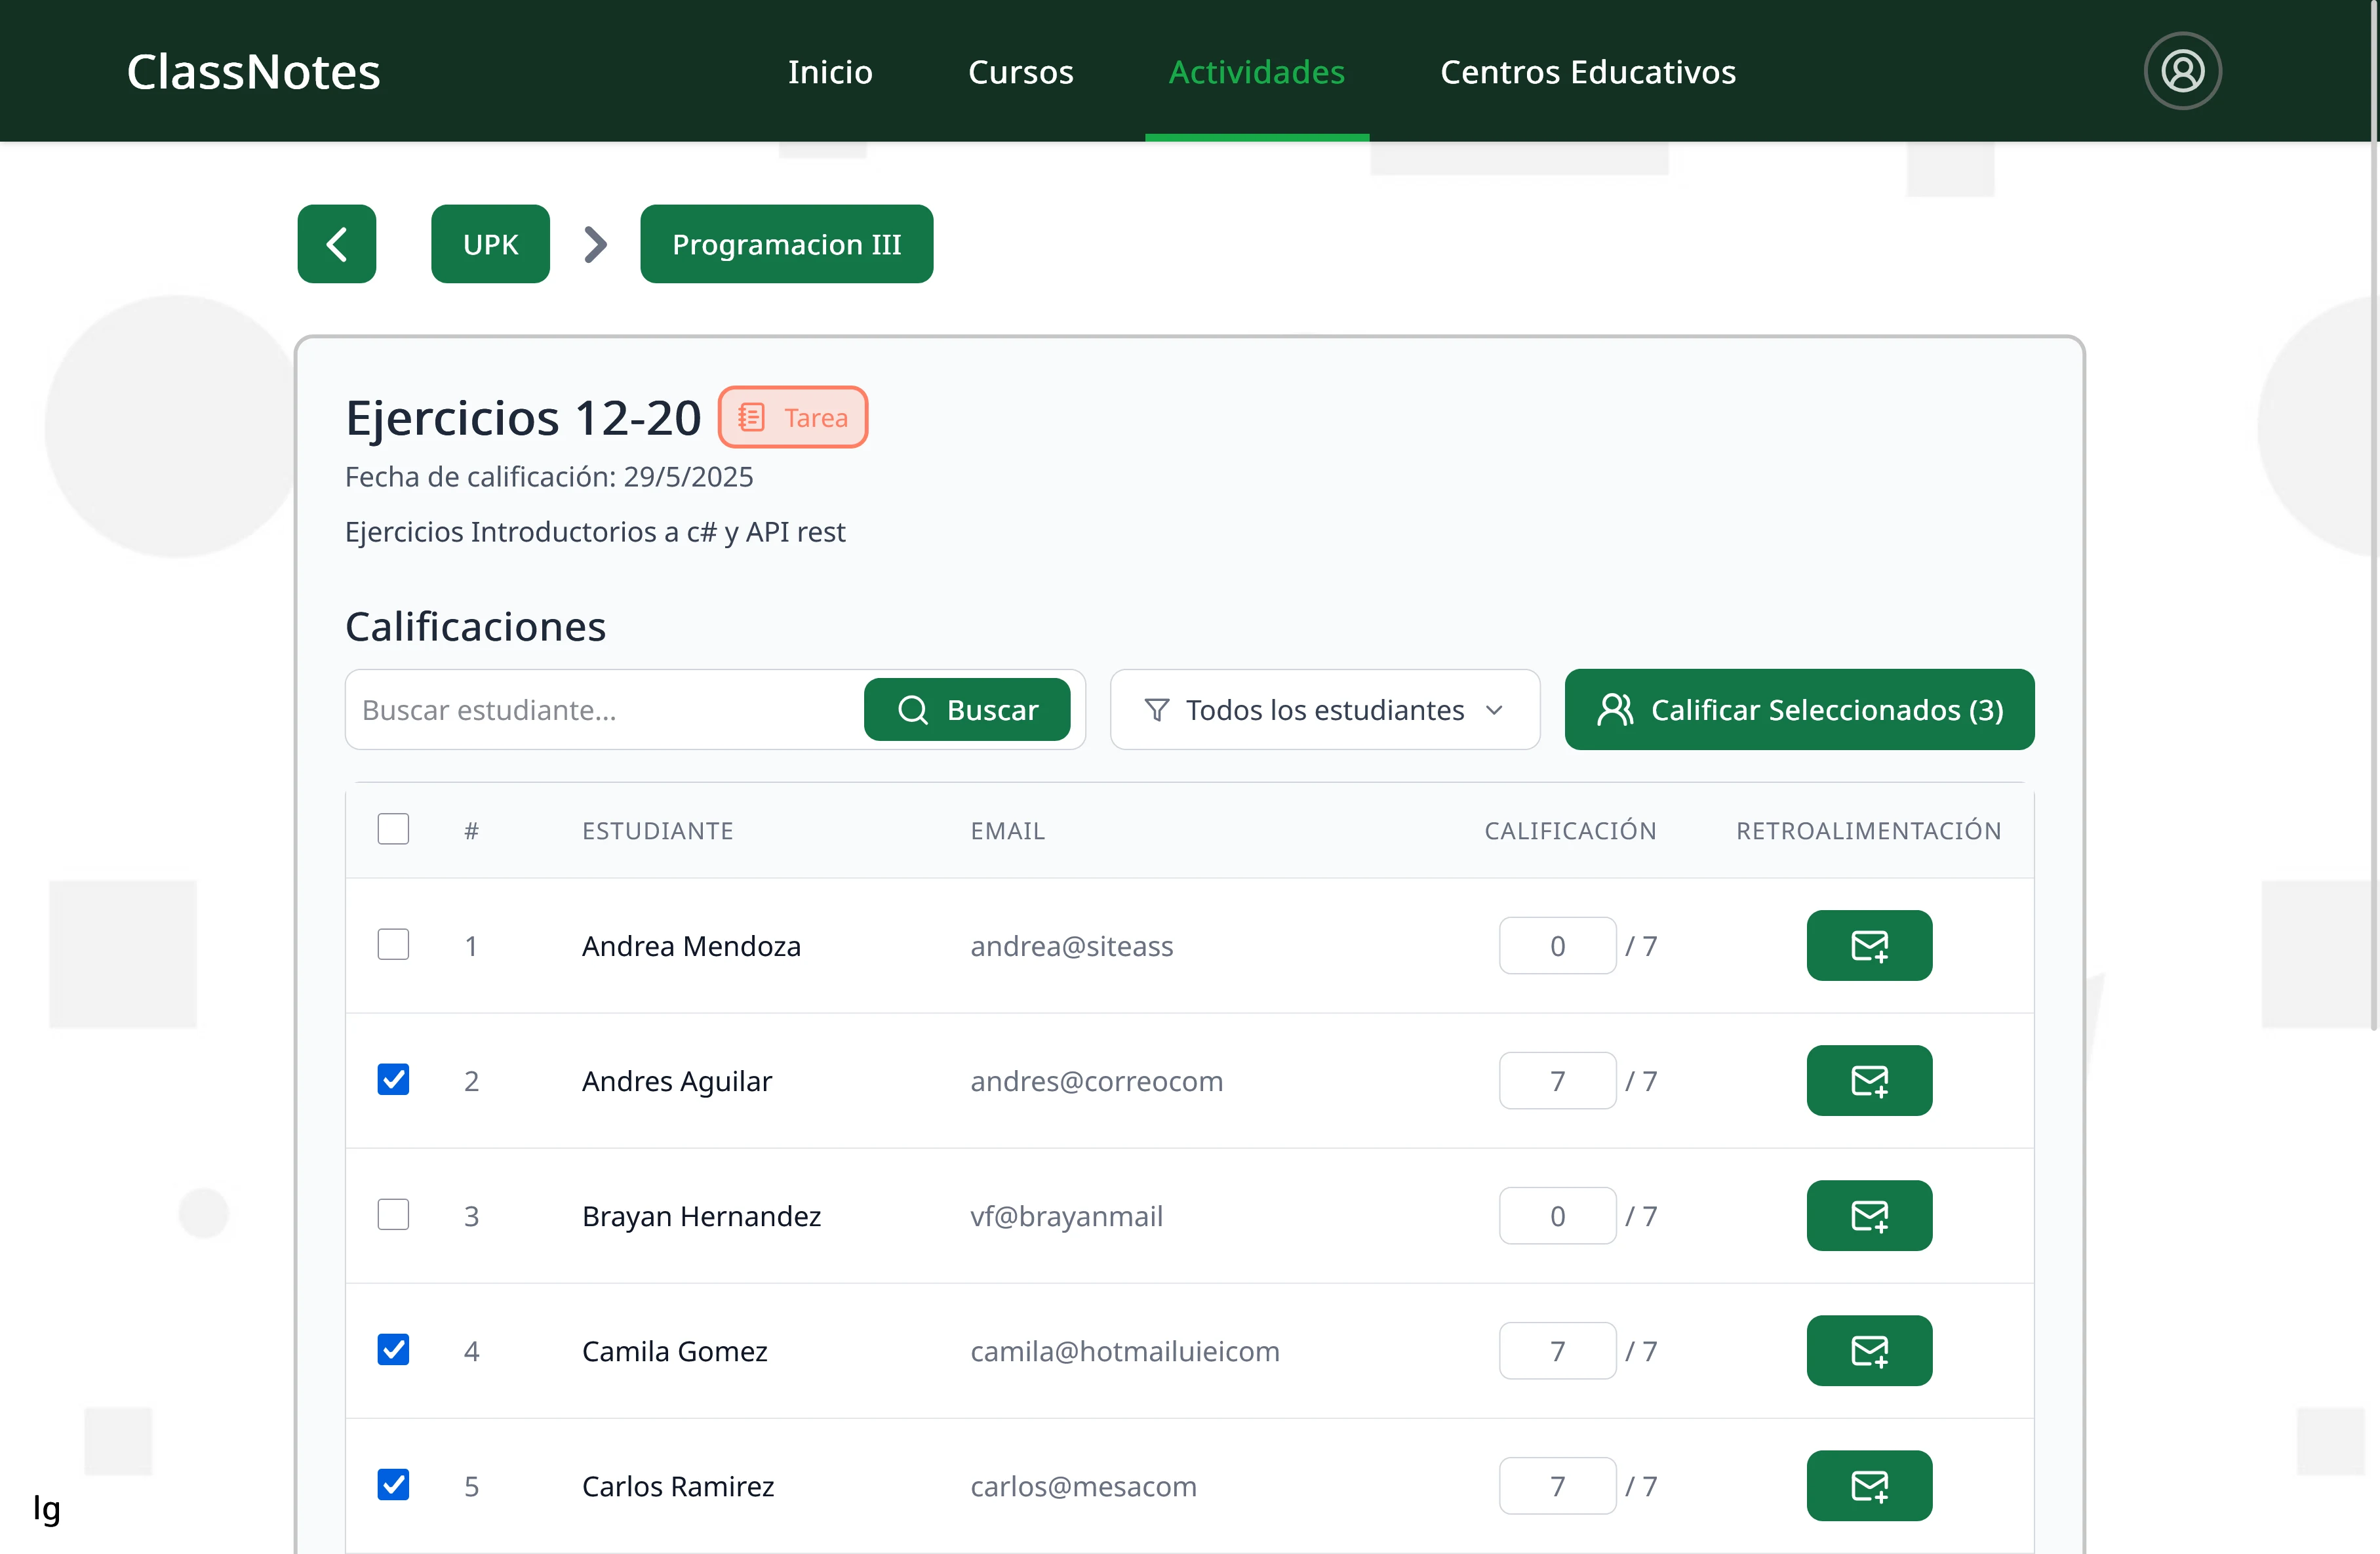 ClassNotes Inicio Cursos Actividades Centros Educativos
UPK Programacion III
Ejercicios 12-20 Tarea
Fecha de calificación: 29/5/2025
Ejercicios Introductorios a c# y API rest
Calificaciones
Buscar estudiante... Buscar Todos los estudiantes Calificar Seleccionados (3)
# ESTUDIANTE EMAIL CALIFICACIÓN RETROALIMENTACIÓN
1 Andrea Mendoza andrea@siteass 0 / 7
2 Andres Aguilar andres@correocom 7 / 7
3 Brayan Hernandez vf@brayanmail 0 / 7
4 Camila Gomez camila@hotmailuieicom 7 / 7
5 Carlos Ramirez carlos@mesacom 7 / 7
lg